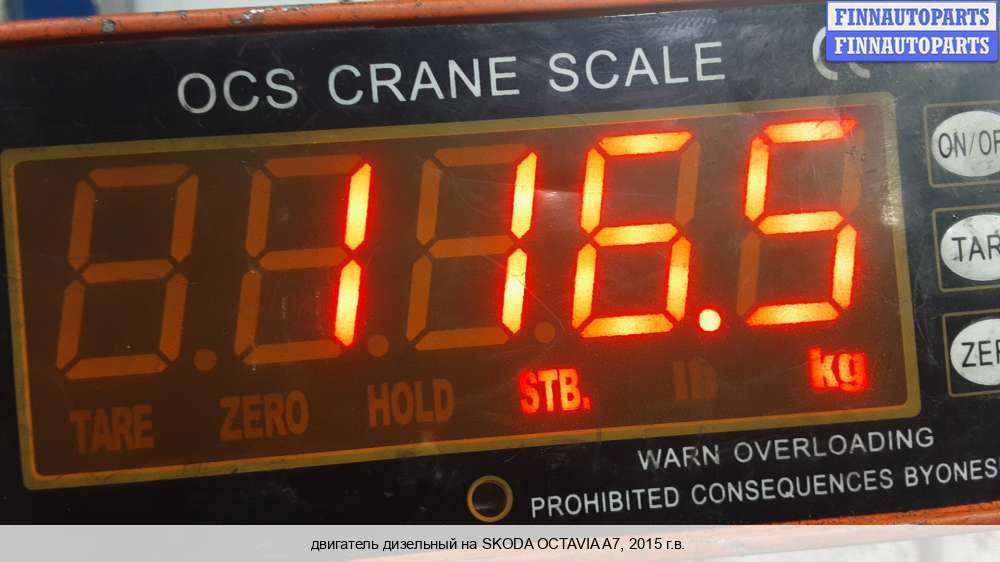 FINNAUTOPARTS
FINNAUTOPARTS
OCS CRANE SCALE
116.5
ON/OF
TAR
ZER
TARE ZERO HOLD STB. lb kg
WARN OVERLOADING
PROHIBITED CONSEQUENCES BYONES
двигатель дизельный на SKODA OCTAVIA A7, 2015 г.в.